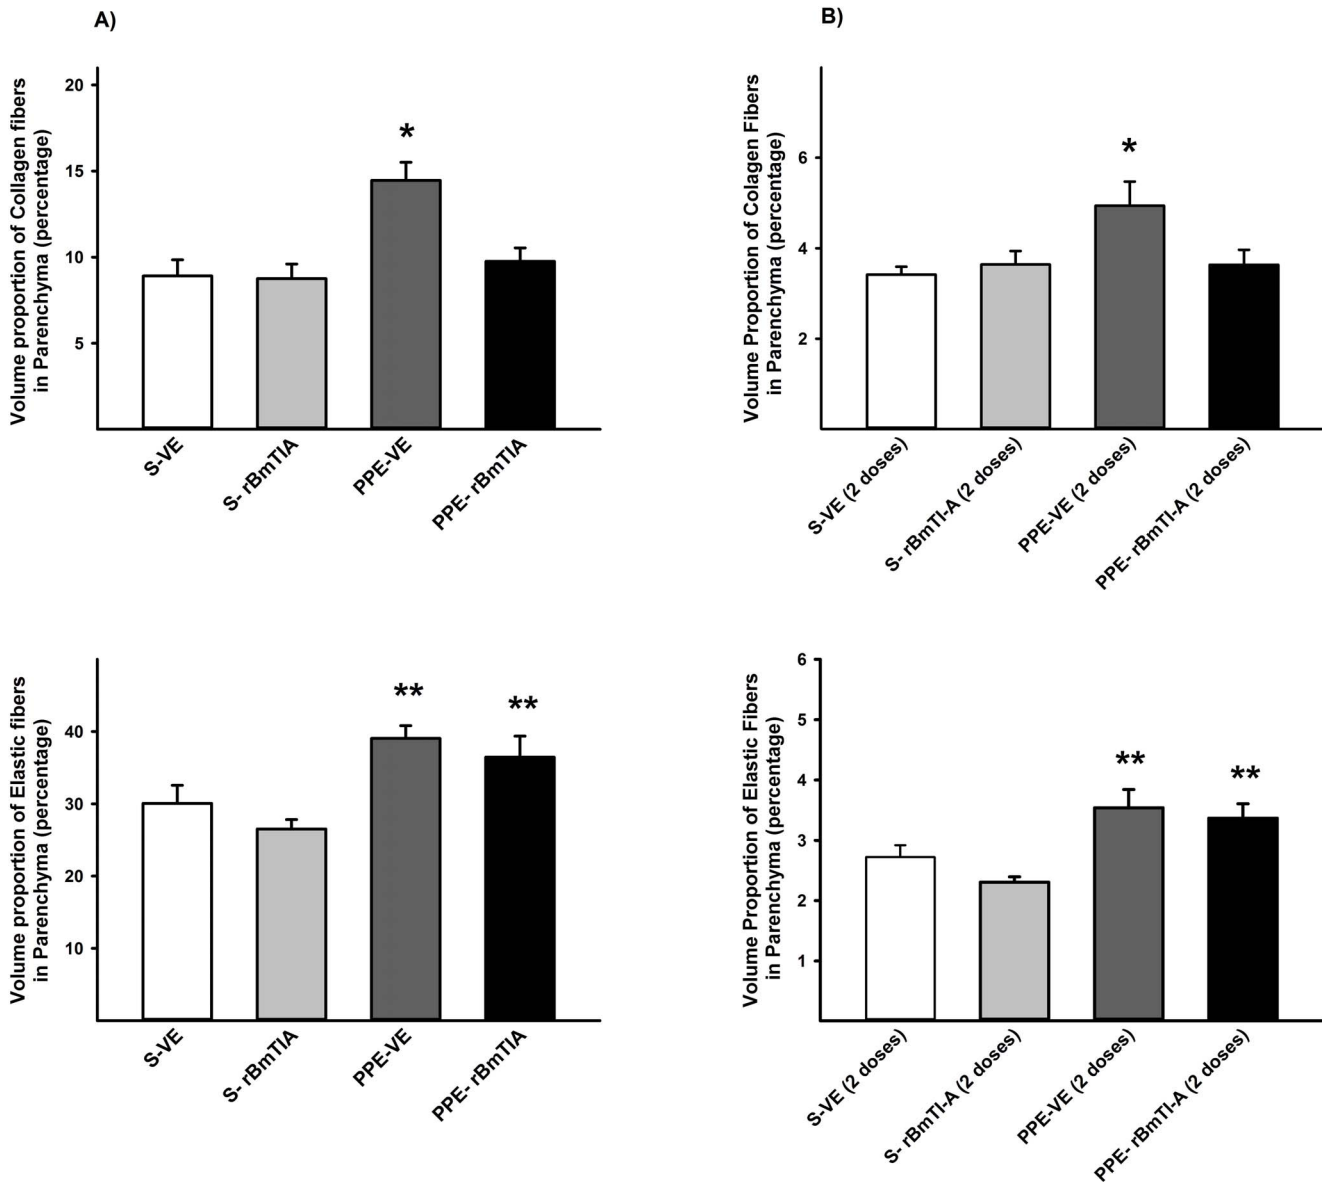 A)
Volume proportion of Collagen fibers
in Parenchyma (percentage)
20
15
10
5
*
S-VE
S- rBmTIA
PPE-VE
PPE- rBmTIA
B)
Volume Proportion of Colagen Fibers
in Parenchyma (percentage)
6
4
2
*
S-VE (2 doses)
S- rBmTI-A (2 doses)
PPE-VE (2 doses)
PPE- rBmTI-A (2 doses)
Volume proportion of Elastic fibers
in Parenchyma (percentage)
40
30
20
10
**
**
S-VE
S- rBmTIA
PPE-VE
PPE- rBmTIA
Volume Proportion of Elastic Fibers
in Parenchyma (percentage)
6
5
4
3
2
1
**
**
S-VE (2 doses)
S- rBmTI-A (2 doses)
PPE-VE (2 doses)
PPE- rBmTI-A (2 doses)